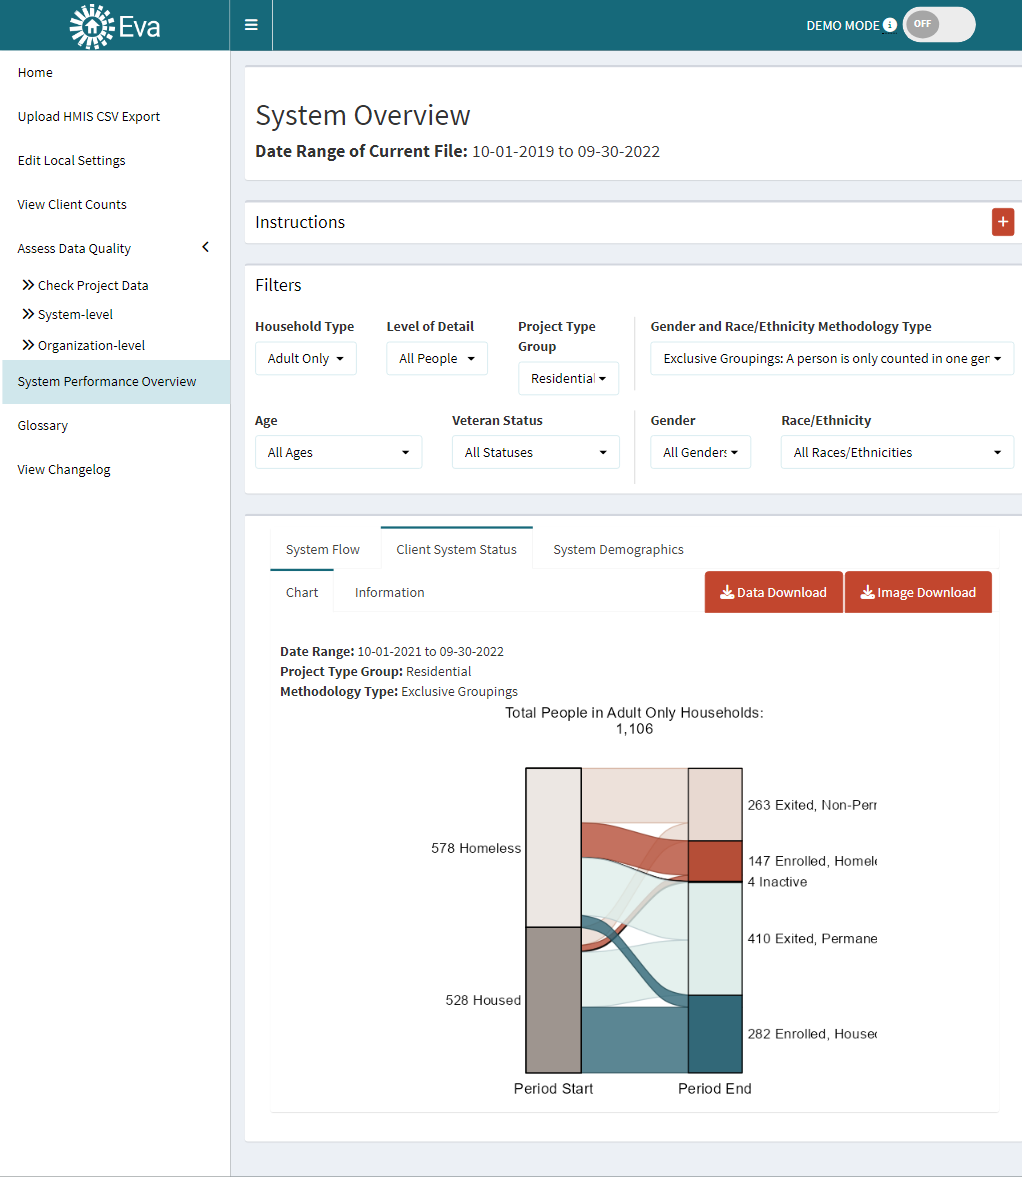 Eva
DEMO MODE
OFF
Home
Upload HMIS CSV Export
Edit Local Settings
View Client Counts
Assess Data Quality
Check Project Data
System-level
Organization-level
System Performance Overview
Glossary
View Changelog
System Overview
Date Range of Current File: 10-01-2019 to 09-30-2022
Instructions
Filters
Household Type
Adult Only
Level of Detail
All People
Project Type
Group
Residential
Gender and Race/Ethnicity Methodology Type
Exclusive Groupings: A person is only counted in one ger
Age
All Ages
Veteran Status
All Statuses
Gender
All Genders
Race/Ethnicity
All Races/Ethnicities
System Flow
Client System Status
System Demographics
Chart
Information
Data Download
Image Download
Date Range: 10-01-2021 to 09-30-2022
Project Type Group: Residential
Methodology Type: Exclusive Groupings
Total People in Adult Only Households:
1,106
578 Homeless
528 Housed
263 Exited, Non-Perr
147 Enrolled, Homele
4 Inactive
410 Exited, Permane
282 Enrolled, Housed
Period Start
Period End